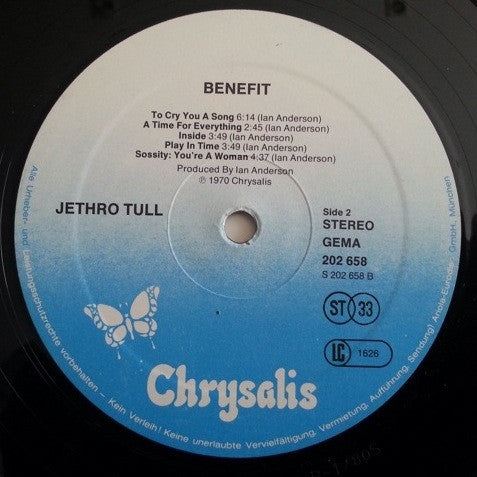 BENEFIT
To Cry You A Song 6:14 (Ian Anderson)
A Time For Everything 2:45 (Ian Anderson)
Inside 3:49 (Ian Anderson)
Play In Time 3:49 (Ian Anderson)
Sossity: You're A Woman 4:37 (Ian Anderson)
Produced By Ian Anderson
℗ 1970 Chrysalis
JETHRO TULL
Side 2
STEREO
GEMA
202 658
S 202 658 B
ST 33
LC 1626
Chrysalis
Alle Urheber- und Leistungsschutzrechte vorbehalten – Kein Verleih! Keine unerlaubte Vervielfältigung, Vermietung, Aufführung, Sendung! Ariola-Eurodisc GmbH, München